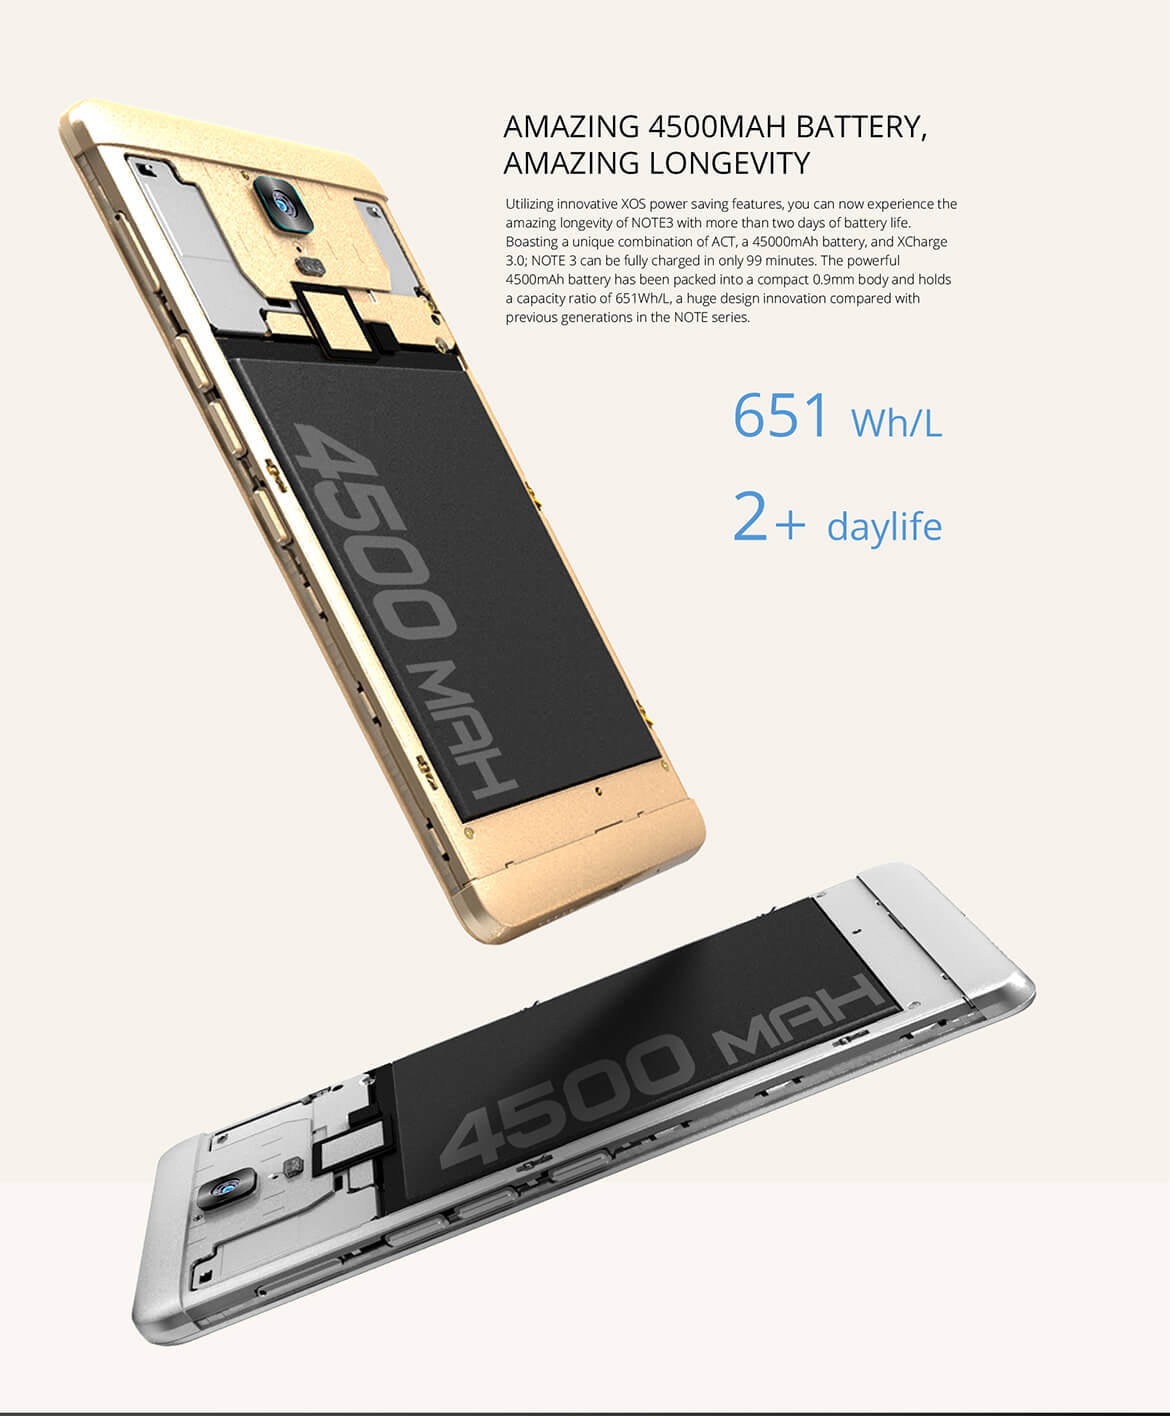 AMAZING 4500MAH BATTERY,
AMAZING LONGEVITY
Utilizing innovative XOS power saving features, you can now experience the
amazing longevity of NOTE3 with more than two days of battery life.
Boasting a unique combination of ACT, a 45000mAh battery, and XCharge
3.0; NOTE 3 can be fully charged in only 99 minutes. The powerful
4500mAh battery has been packed into a compact 0.9mm body and holds
a capacity ratio of 651Wh/L, a huge design innovation compared with
previous generations in the NOTE series.
651 Wh/L
2+ daylife
4500 MAH
4500 MAH